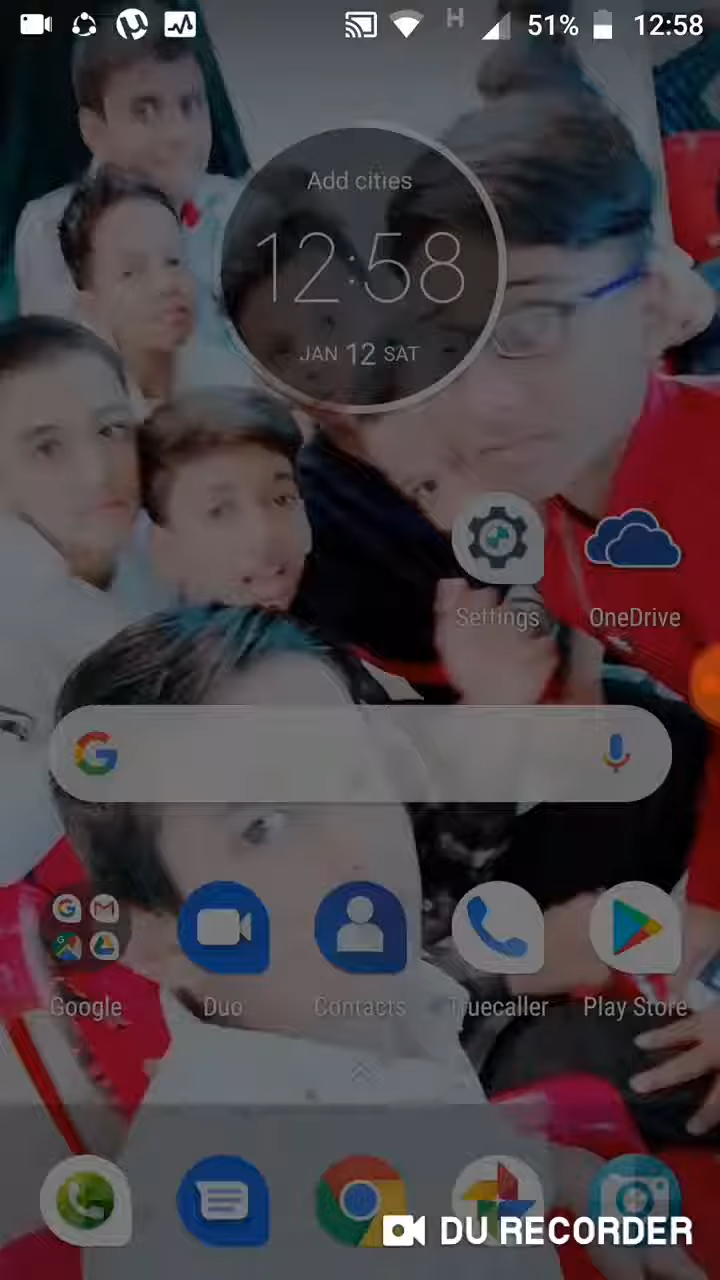 H 51% 12:58
Add cities
12:58
JAN 12 SAT
Settings OneDrive
Google Duo Contacts Truecaller Play Store
DU RECORDER